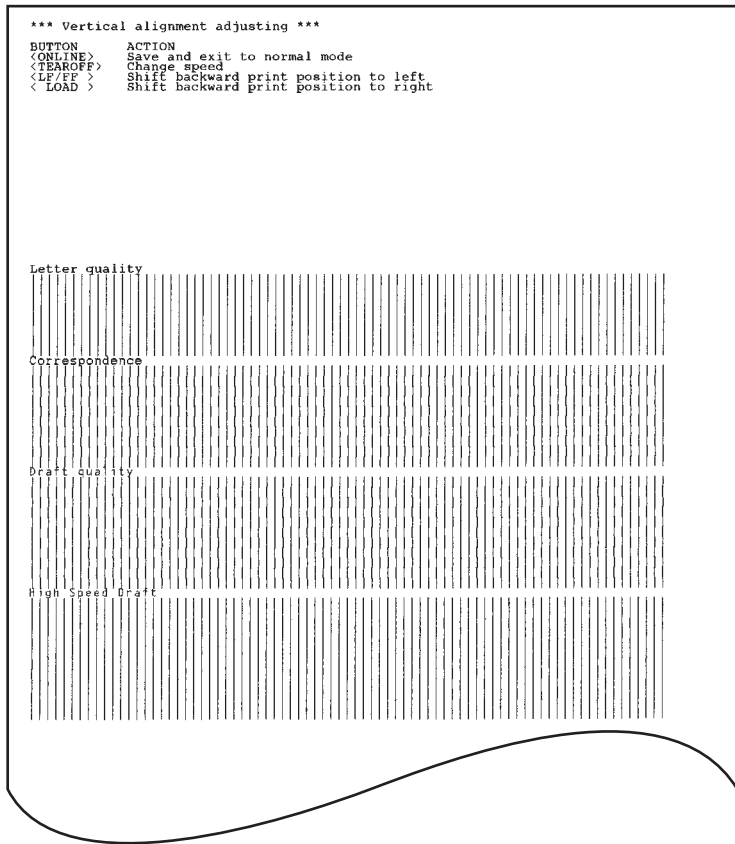 *** Vertical alignment adjusting ***
BUTTON ACTION
<ONLINE> Save and exit to normal mode
<TEAROFF> Change speed
<LF/FF > Shift backward print position to left
< LOAD > Shift backward print position to right
Letter quality
Correspondence
Draft quality
High Speed Draft